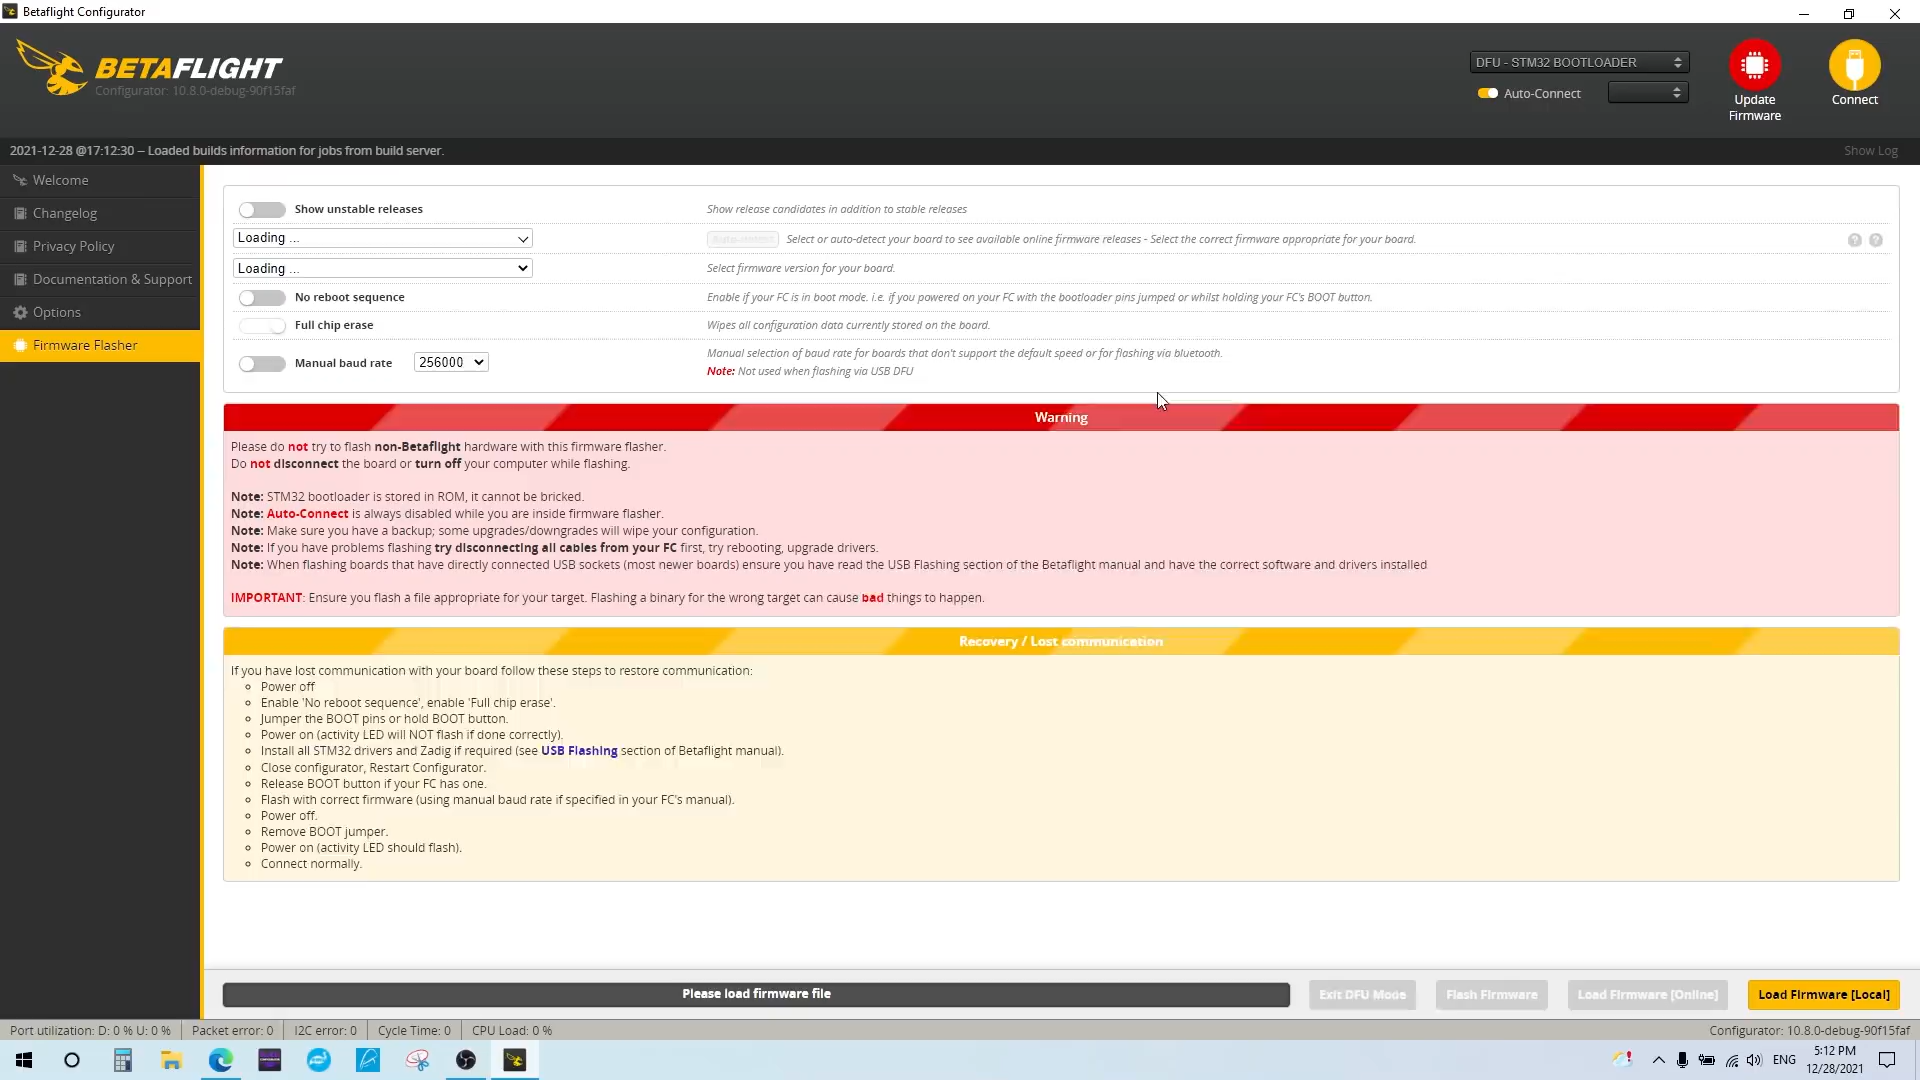 Betaflight Configurator
BETAFLIGHT
Configurator: 10.8.0-debug-90f15faf
DFU - STM32 BOOTLOADER
Auto-Connect
Update
Firmware
Connect
2021-12-28 @17:12:30 -- Loaded builds information for jobs from build server.
Show Log
Welcome
Changelog
Privacy Policy
Documentation & Support
Options
Firmware Flasher
Show unstable releases
Show release candidates in addition to stable releases
Loading ...
Auto-detect
Select or auto-detect your board to see available online firmware releases - Select the correct firmware appropriate for your board.
? ?
Loading ...
Select firmware version for your board.
No reboot sequence
Enable if your FC is in boot mode. i.e. if you powered on your FC with the bootloader pins jumped or whilst holding your FC's BOOT button.
Full chip erase
Wipes all configuration data currently stored on the board.
Manual baud rate
256000
Manual selection of baud rate for boards that don't support the default speed or for flashing via bluetooth.
Note: Not used when flashing via USB DFU
Warning
Please do not try to flash non-Betaflight hardware with this firmware flasher.
Do not disconnect the board or turn off your computer while flashing.
Note: STM32 bootloader is stored in ROM, it cannot be bricked.
Note: Auto-Connect is always disabled while you are inside firmware flasher.
Note: Make sure you have a backup; some upgrades/downgrades will wipe your configuration.
Note: If you have problems flashing try disconnecting all cables from your FC first, try rebooting, upgrade drivers.
Note: When flashing boards that have directly connected USB sockets (most newer boards) ensure you have read the USB Flashing section of the Betaflight manual and have the correct software and drivers installed
IMPORTANT: Ensure you flash a file appropriate for your target. Flashing a binary for the wrong target can cause bad things to happen.
Recovery / Lost communication
If you have lost communication with your board follow these steps to restore communication:
Power off
Enable 'No reboot sequence', enable 'Full chip erase'.
Jumper the BOOT pins or hold BOOT button.
Power on (activity LED will NOT flash if done correctly).
Install all STM32 drivers and Zadig if required (see USB Flashing section of Betaflight manual).
Close configurator, Restart Configurator.
Release BOOT button if your FC has one.
Flash with correct firmware (using manual baud rate if specified in your FC's manual).
Power off.
Remove BOOT jumper.
Power on (activity LED should flash).
Connect normally.
Please load firmware file
Exit DFU Mode
Flash Firmware
Load Firmware [Online]
Load Firmware [Local]
Port utilization: D: 0 % U: 0 %
Packet error: 0
I2C error: 0
Cycle Time: 0
CPU Load: 0 %
Configurator: 10.8.0-debug-90f15faf
ENG
5:12 PM
12/28/2021